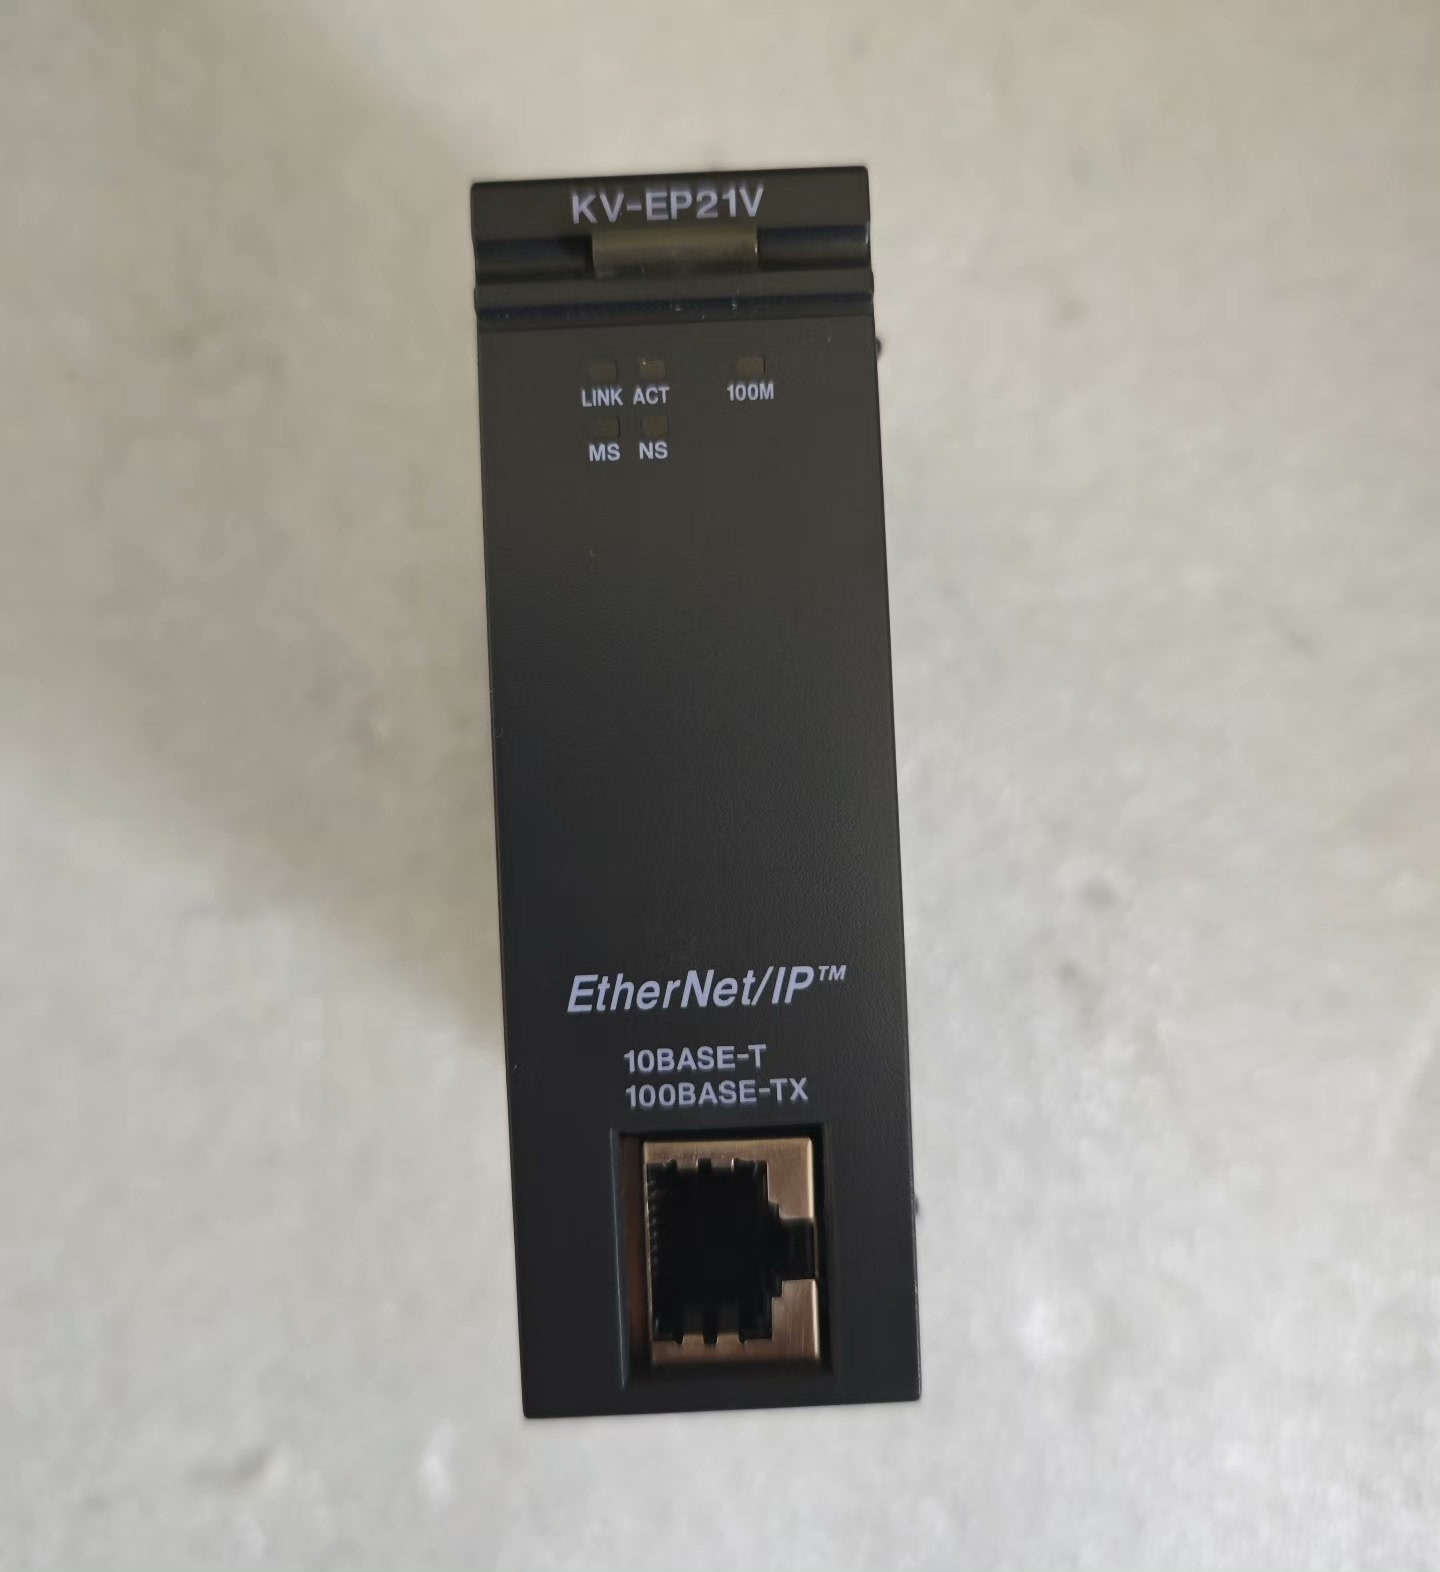 KV-EP21V
LINK ACT 100M
MS NS
EtherNet/IP™
10BASE-T
100BASE-TX